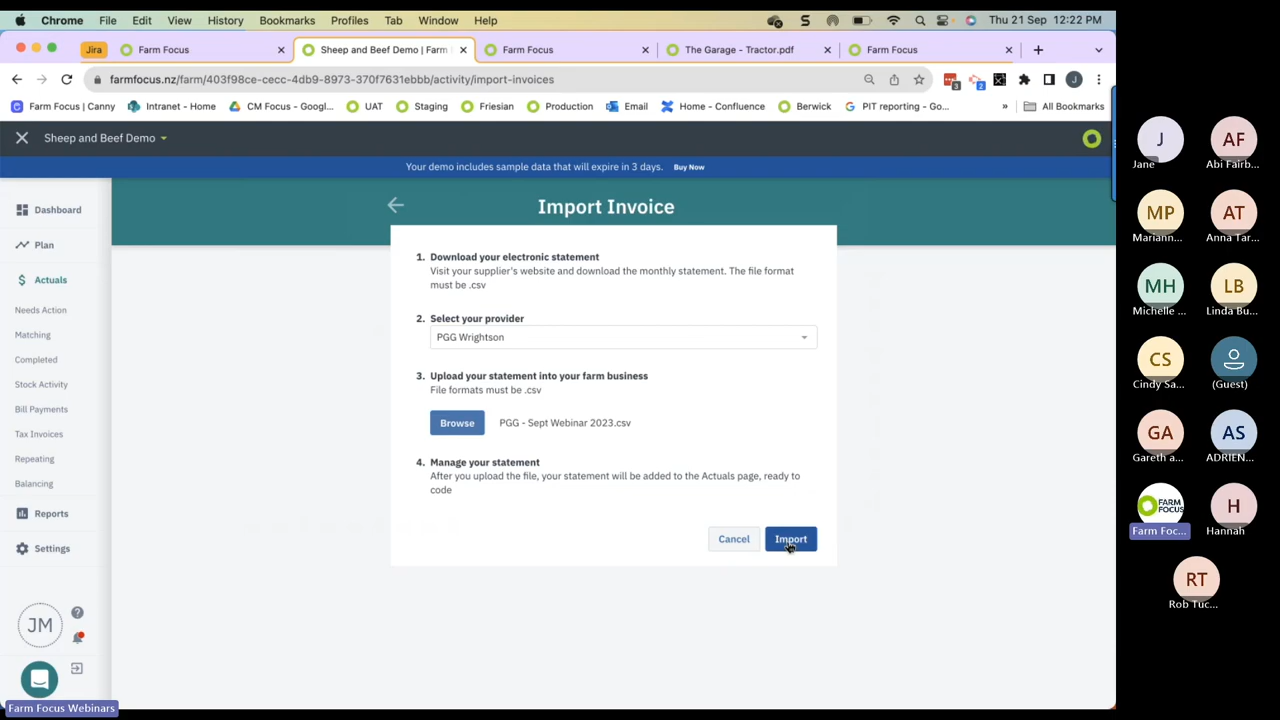 Chrome File Edit View History Bookmarks Profiles Tab Window Help Thu 21 Sep 12:22 PM
Jira Farm Focus Sheep and Beef Demo | Farm Farm Focus The Garage - Tractor.pdf Farm Focus
farmfocus.nz/farm/403f98ce-cecc-4db9-8973-370f7631ebbb/activity/import-invoices
Farm Focus | Canny Intranet - Home CM Focus - Googl... UAT Staging Friesian Production Email Home - Confluence Berwick PIT reporting - Go... » All Bookmarks
Sheep and Beef Demo
Your demo includes sample data that will expire in 3 days. Buy Now
Dashboard
Plan
Actuals
Needs Action
Matching
Completed
Stock Activity
Bill Payments
Tax Invoices
Repeating
Balancing
Reports
Settings
JM
Farm Focus Webinars
Import Invoice
1. Download your electronic statement
Visit your supplier's website and download the monthly statement. The file format
must be .csv
2. Select your provider
PGG Wrightson
3. Upload your statement into your farm business
File formats must be .csv
Browse PGG - Sept Webinar 2023.csv
4. Manage your statement
After you upload the file, your statement will be added to the Actuals page, ready to
code
Cancel Import
J AF
Jane Abi Fairb...
MP AT
Mariann... Anna Tar...
MH LB
Michelle ... Linda Bu...
CS
Cindy Sa... (Guest)
GA AS
Gareth a... ADRIEN...
FARM FOCUS H
Farm Foc... Hannah
RT
Rob Tuc...